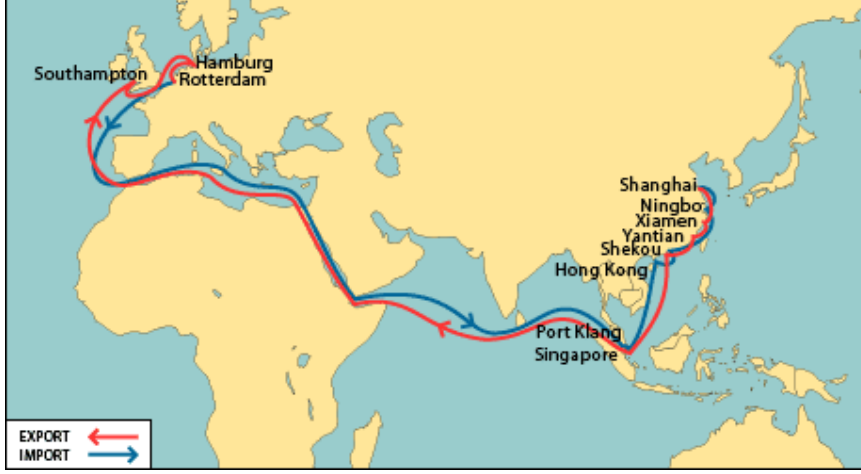 Hamburg
Southampton
Rotterdam
Shanghai
Ningbo
Xiamen
Yantian
Shekou
Hong Kong
Port Klang
Singapore
EXPORT
IMPORT